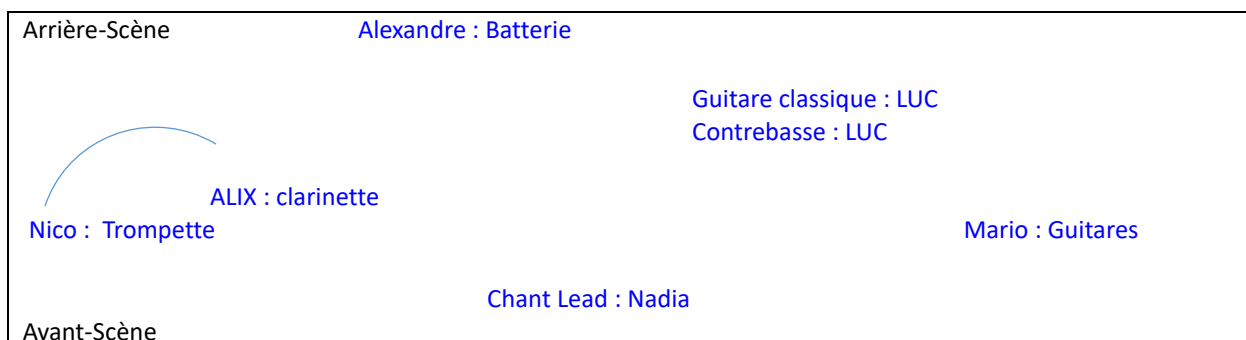 Arrière-Scène Alexandre : Batterie
Guitare classique : LUC
Contrebasse : LUC
ALIX : clarinette
Nico : Trompette Mario : Guitares
Chant Lead : Nadia
Avant-Scène